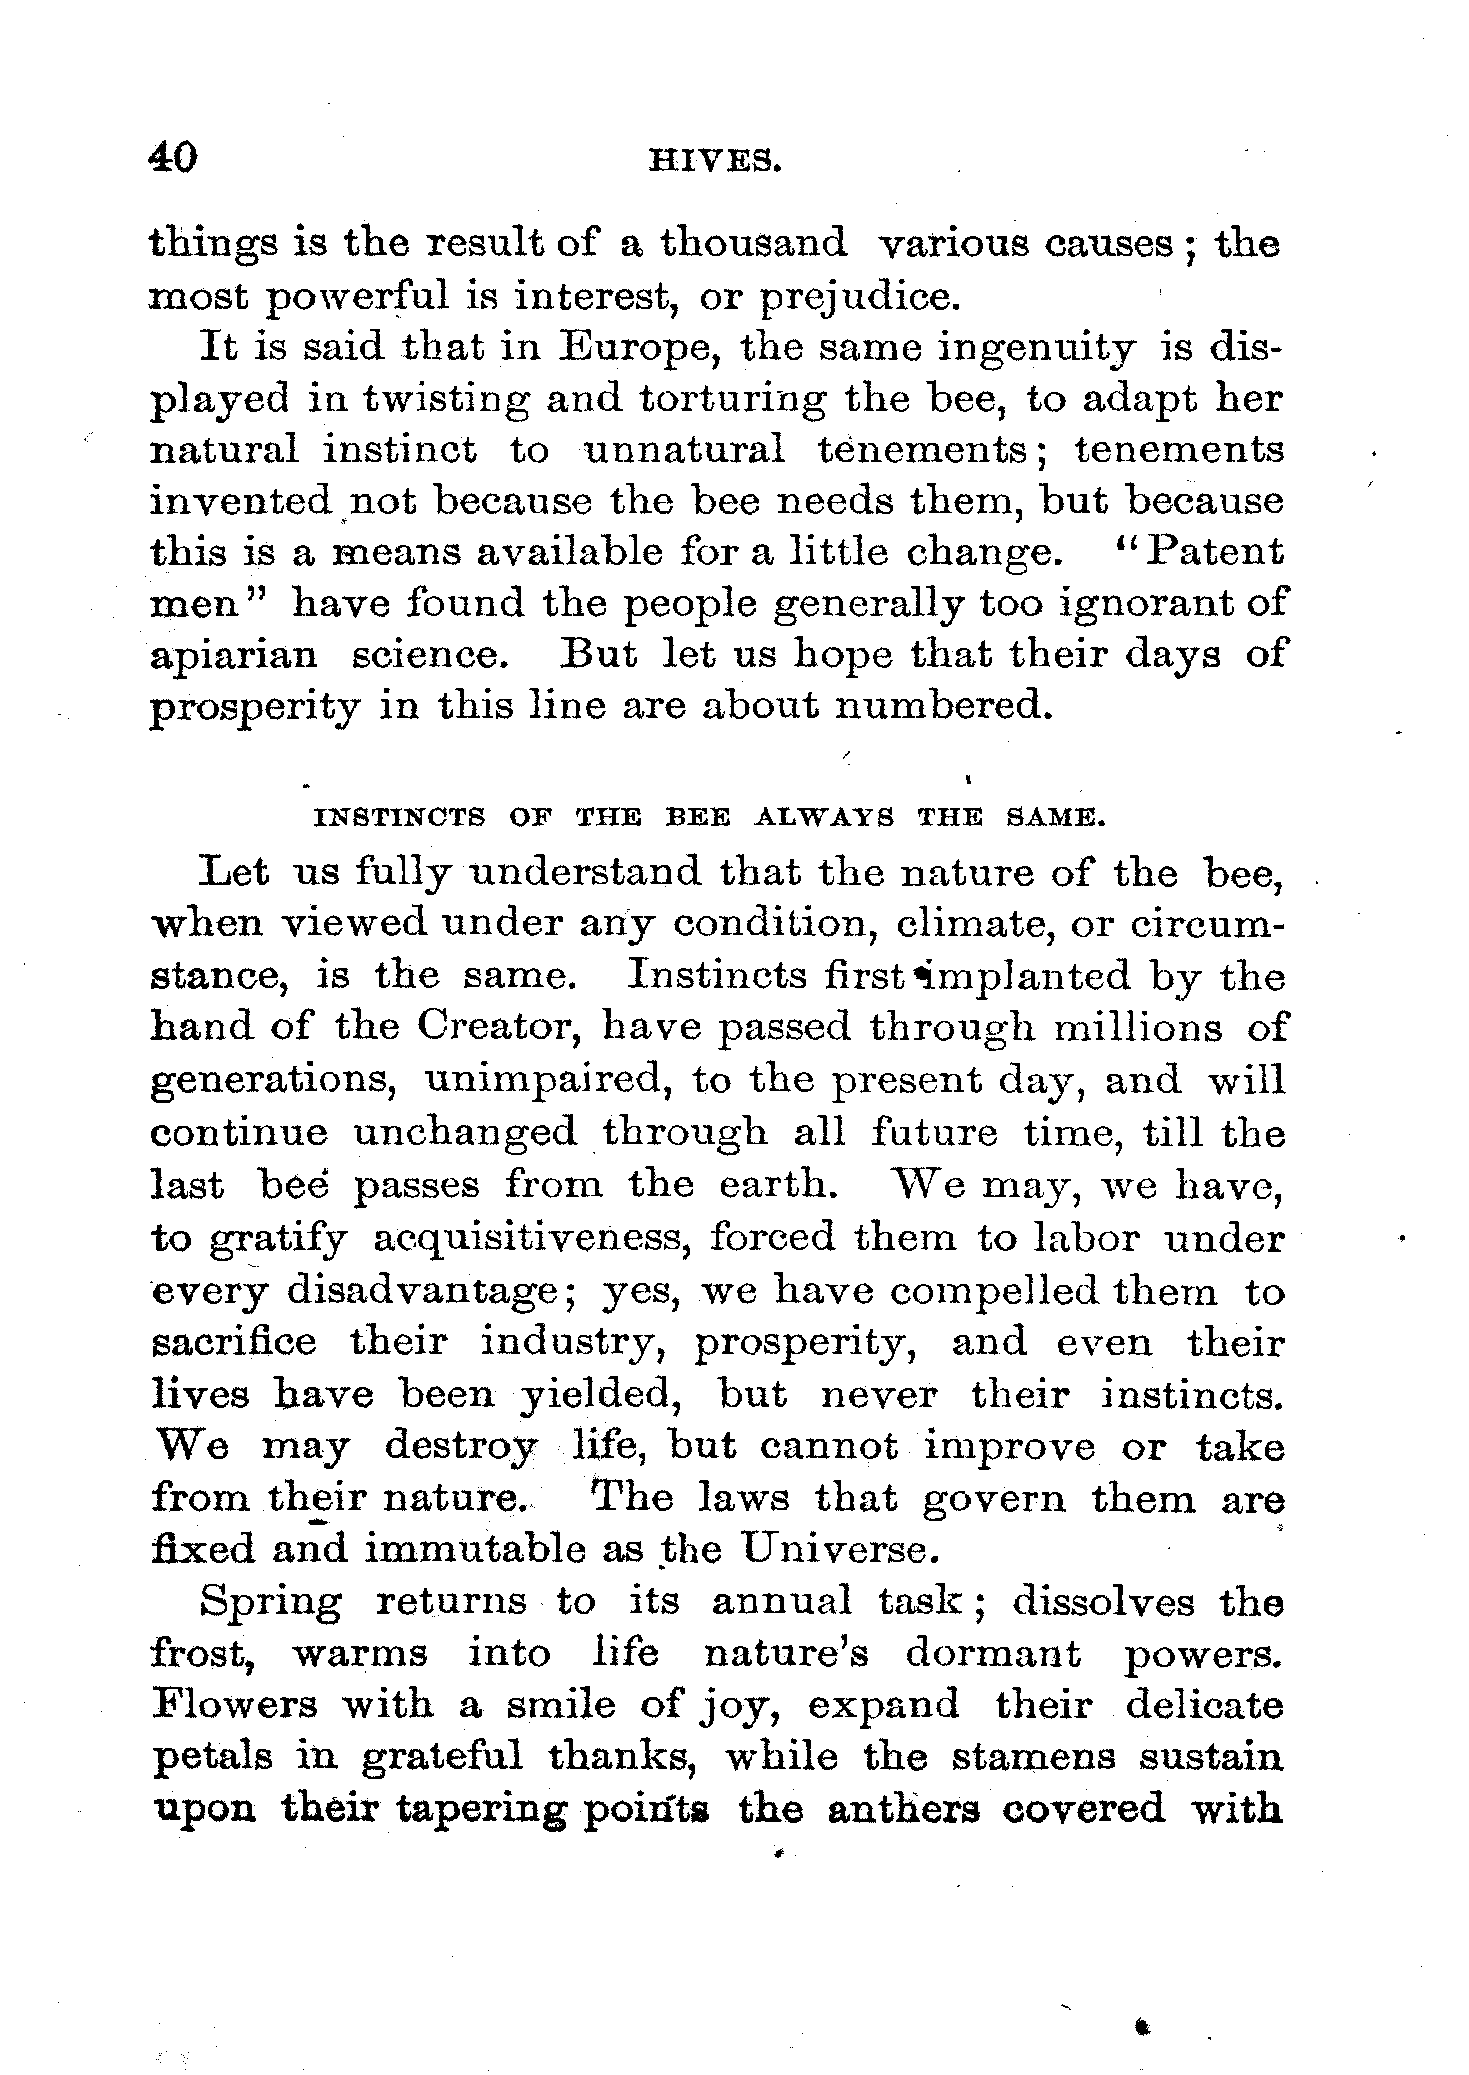 40 HIVES.
things is the result of a thousand various causes; the
most powerful is interest, or prejudice.
It is said that in Europe, the same ingenuity is dis-
played in twisting and torturing the bee, to adapt her
natural instinct to unnatural tenements; tenements
invented not because the bee needs them, but because
this is a means available for a little change. "Patent
men" have found the people generally too ignorant of
apiarian science. But let us hope that their days of
prosperity in this line are about numbered.
INSTINCTS OF THE BEE ALWAYS THE SAME.
Let us fully understand that the nature of the bee,
when viewed under any condition, climate, or circum-
stance, is the same. Instincts first implanted by the
hand of the Creator, have passed through millions of
generations, unimpaired, to the present day, and will
continue unchanged through all future time, till the
last bee passes from the earth. We may, we have,
to gratify acquisitiveness, forced them to labor under
every disadvantage; yes, we have compelled them to
sacrifice their industry, prosperity, and even their
lives have been yielded, but never their instincts.
We may destroy life, but cannot improve or take
from their nature. The laws that govern them are
fixed and immutable as the Universe.
Spring returns to its annual task; dissolves the
frost, warms into life nature's dormant powers.
Flowers with a smile of joy, expand their delicate
petals in grateful thanks, while the stamens sustain
upon their tapering points the anthers covered with